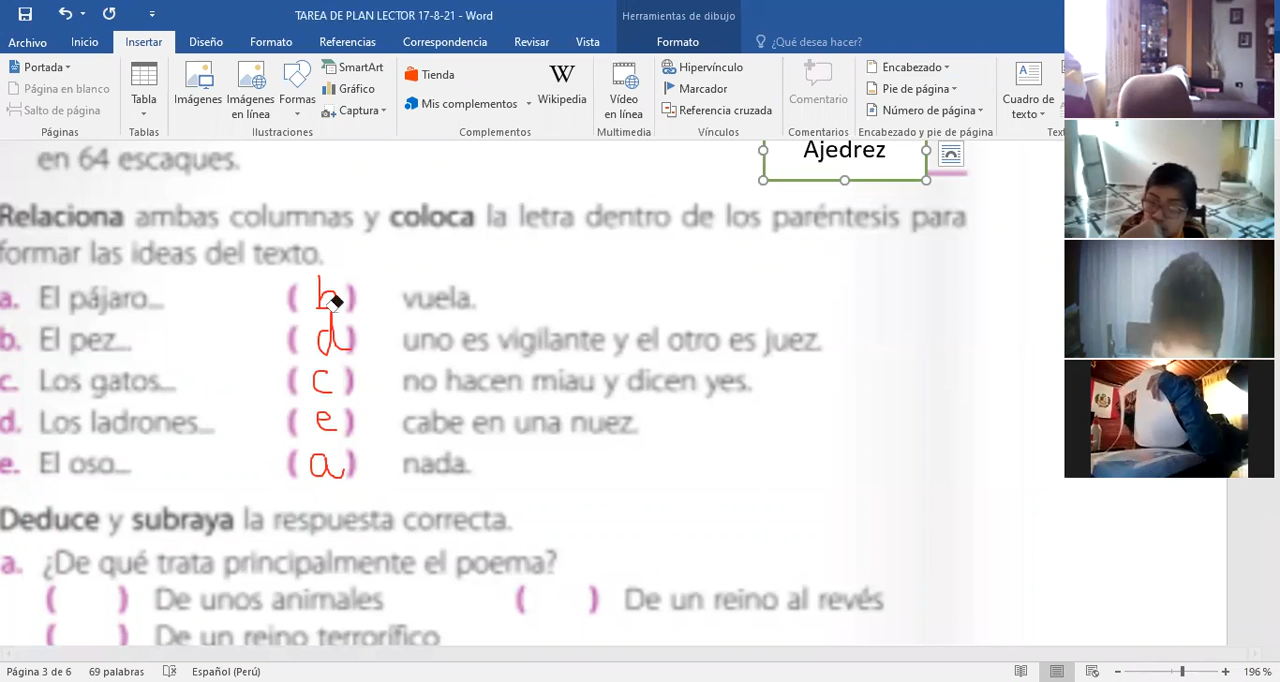 TAREA DE PLAN LECTOR 17-8-21 - Word
Herramientas de dibujo
Archivo Inicio Insertar Diseño Formato Referencias Correspondencia Revisar Vista Formato ¿Qué desea hacer?
Portada
Página en blanco
Salto de página
Páginas
Tabla
Tablas
Imágenes
Imágenes en línea
Formas
SmartArt
Gráfico
Captura
Ilustraciones
Tienda
Mis complementos
Wikipedia
Complementos
Vídeo en línea
Multimedia
Hipervínculo
Marcador
Referencia cruzada
Vínculos
Comentario
Comentarios
Encabezado
Pie de página
Número de página
Encabezado y pie de página
Cuadro de texto
Text
en 64 escaques.
Ajedrez
Relaciona ambas columnas y coloca la letra dentro de los paréntesis para
formar las ideas del texto.
a. El pájaro... ( b ) vuela.
b. El pez... ( d ) uno es vigilante y el otro es juez.
c. Los gatos... ( c ) no hacen miau y dicen yes.
d. Los ladrones... ( e ) cabe en una nuez.
e. El oso... ( a ) nada.
Deduce y subraya la respuesta correcta.
a. ¿De qué trata principalmente el poema?
( ) De unos animales ( ) De un reino al revés
( ) De un reino terrorífico
Página 3 de 6 69 palabras Español (Perú) 196 %